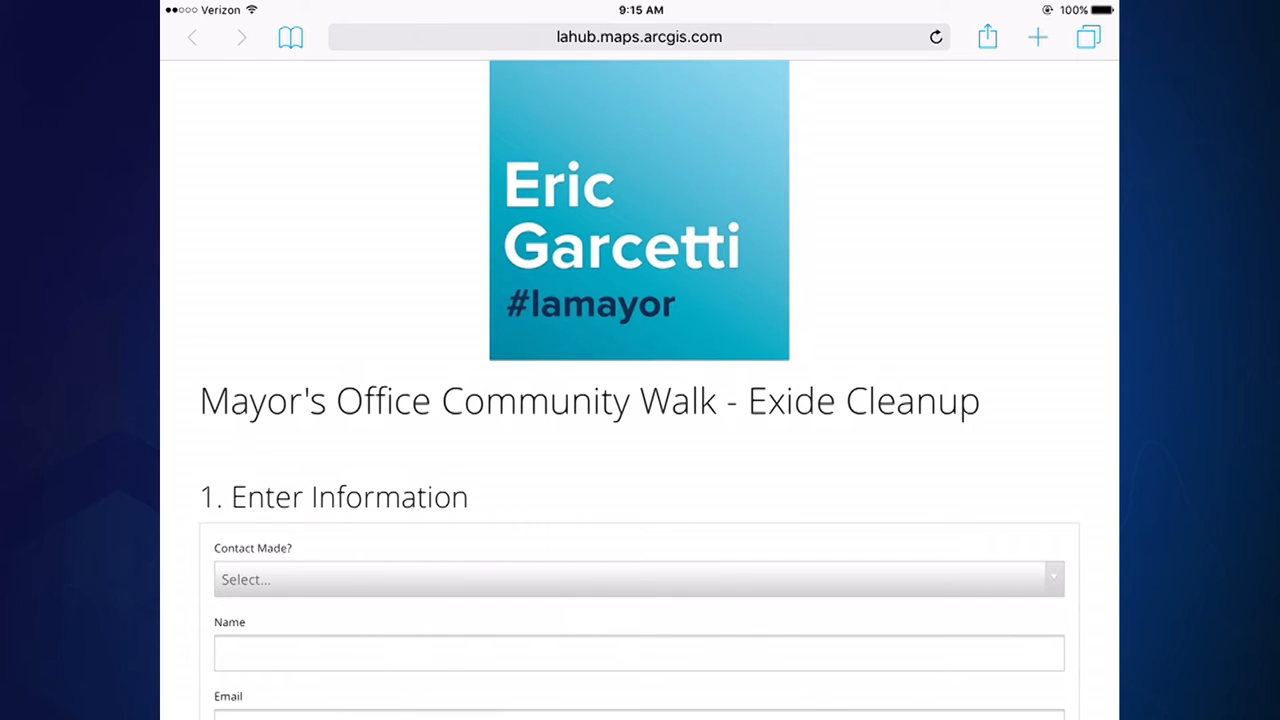 Verizon
9:15 AM
100%
lahub.maps.arcgis.com
Eric
Garcetti
#lamayor
Mayor's Office Community Walk - Exide Cleanup
1. Enter Information
Contact Made?
Select...
Name
Email